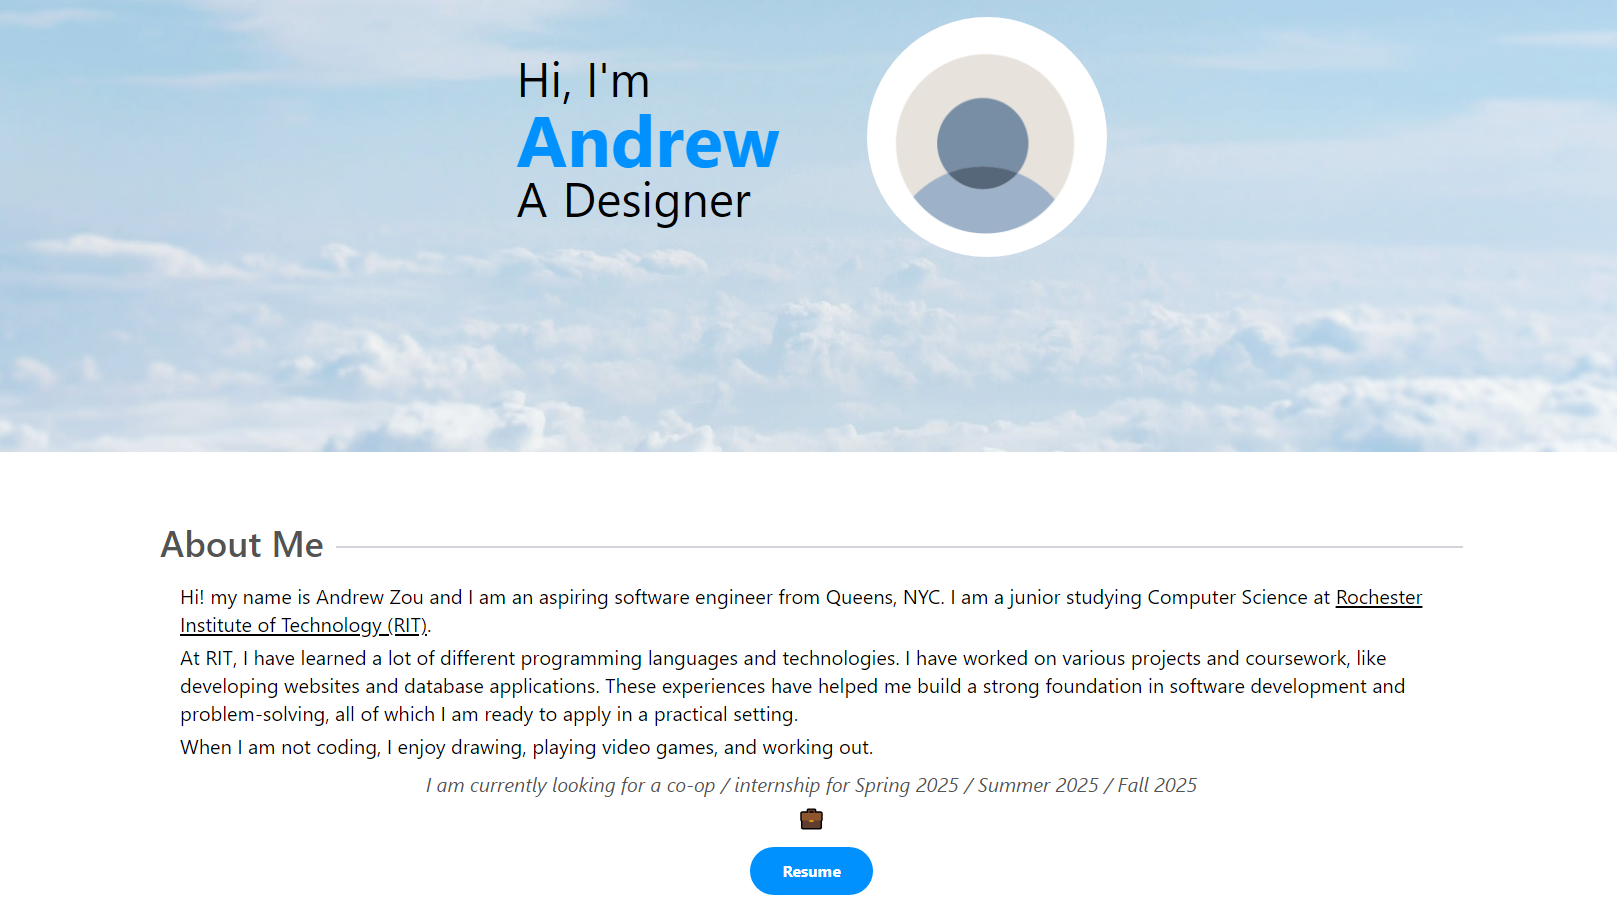 Hi, I'm
Andrew
A Designer
About Me
Hi! my name is Andrew Zou and I am an aspiring software engineer from Queens, NYC. I am a junior studying Computer Science at Rochester
Institute of Technology (RIT).
At RIT, I have learned a lot of different programming languages and technologies. I have worked on various projects and coursework, like
developing websites and database applications. These experiences have helped me build a strong foundation in software development and
problem-solving, all of which I am ready to apply in a practical setting.
When I am not coding, I enjoy drawing, playing video games, and working out.
I am currently looking for a co-op / internship for Spring 2025 / Summer 2025 / Fall 2025
Resume